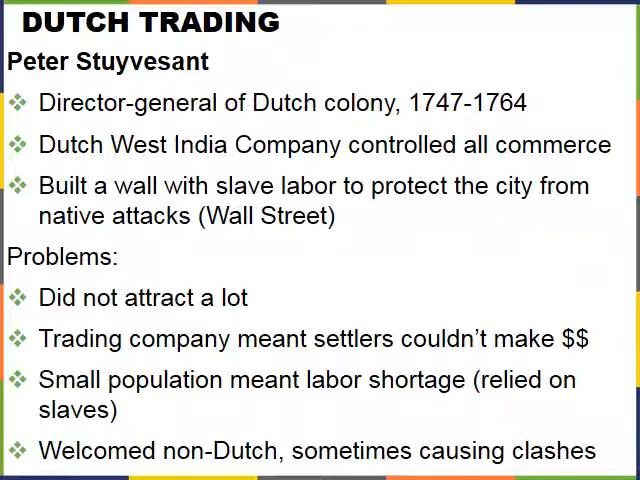 DUTCH TRADING
Peter Stuyvesant
Director-general of Dutch colony, 1747-1764
Dutch West India Company controlled all commerce
Built a wall with slave labor to protect the city from
native attacks (Wall Street)
Problems:
Did not attract a lot
Trading company meant settlers couldn’t make $$
Small population meant labor shortage (relied on
slaves)
Welcomed non-Dutch, sometimes causing clashes